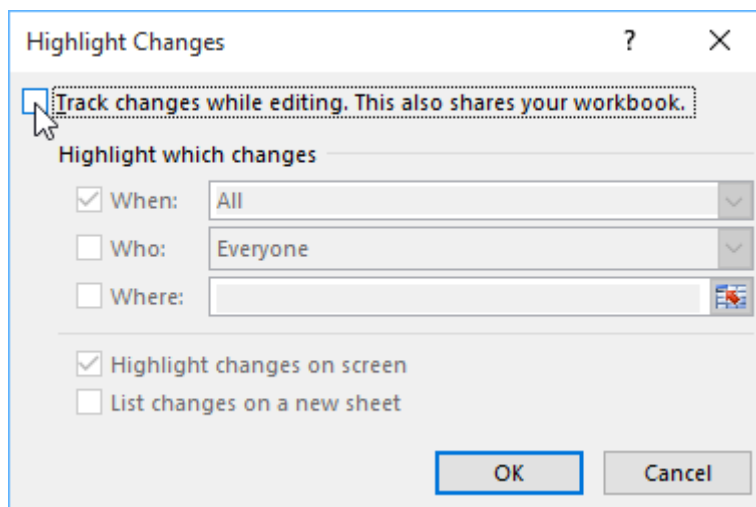 Highlight Changes
Track changes while editing. This also shares your workbook.
Highlight which changes
When: All
Who: Everyone
Where:
Highlight changes on screen
List changes on a new sheet
OK Cancel